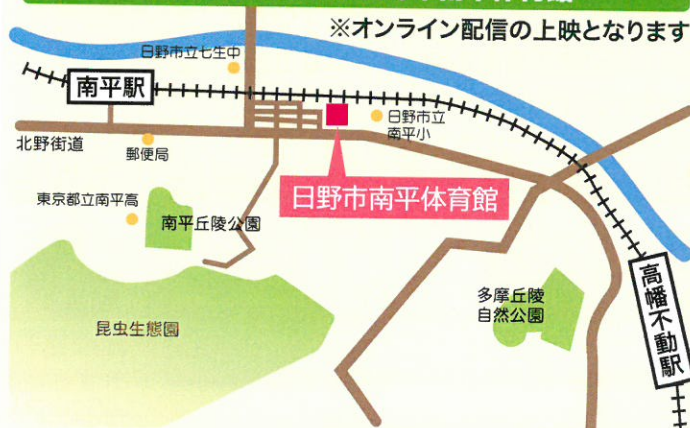 ※オンライン配信の上映となります
日野市立七生中
南平駅
日野市立
南平小
北野街道
郵便局
日野市南平体育館
東京都立南平高
南平丘陵公園
多摩丘陵
自然公園
高幡不動駅
昆虫生態園